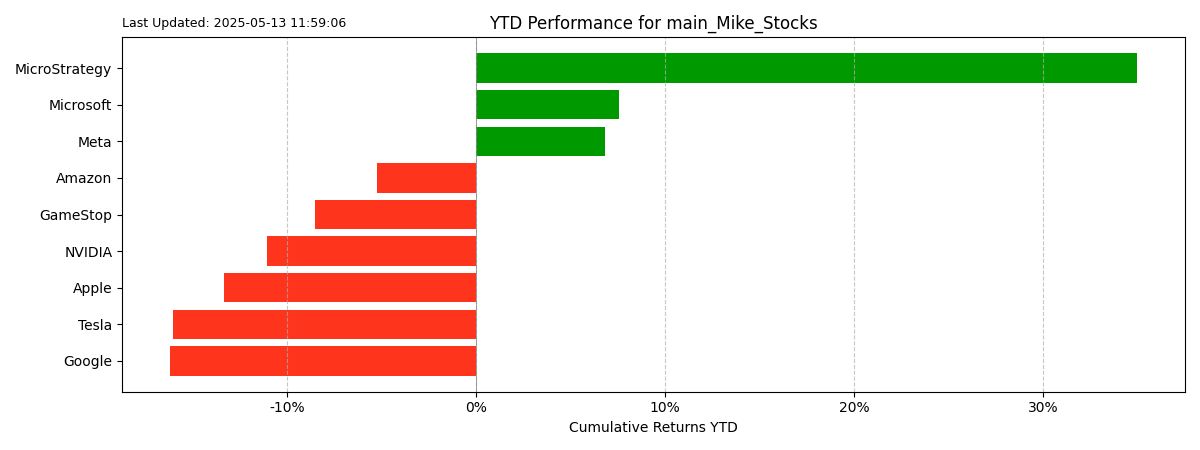 Last Updated: 2025-05-13 11:59:06
YTD Performance for main_Mike_Stocks
MicroStrategy
Microsoft
Meta
Amazon
GameStop
NVIDIA
Apple
Tesla
Google
-10% 0% 10% 20% 30%
Cumulative Returns YTD